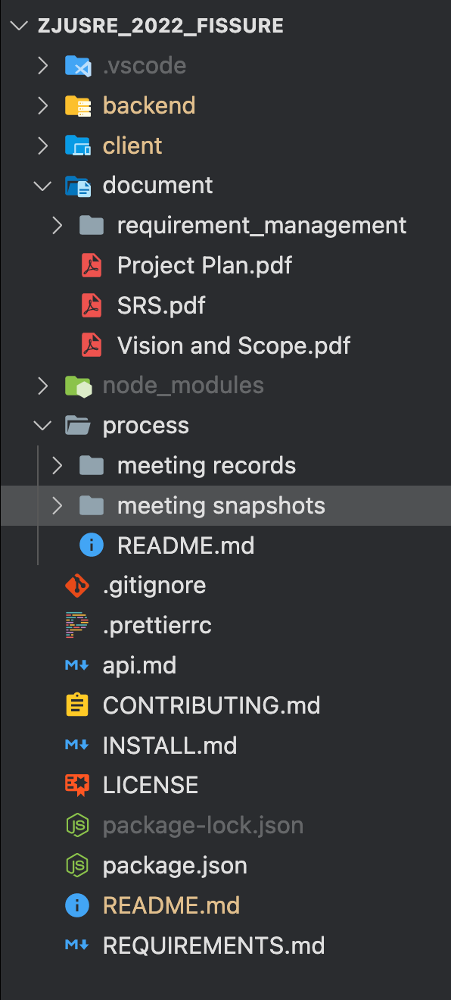 ZJUSRE_2022_FISSURE
.vscode
backend
client
document
requirement_management
Project Plan.pdf
SRS.pdf
Vision and Scope.pdf
node_modules
process
meeting records
meeting snapshots
README.md
.gitignore
.prettierrc
api.md
CONTRIBUTING.md
INSTALL.md
LICENSE
package-lock.json
package.json
README.md
REQUIREMENTS.md